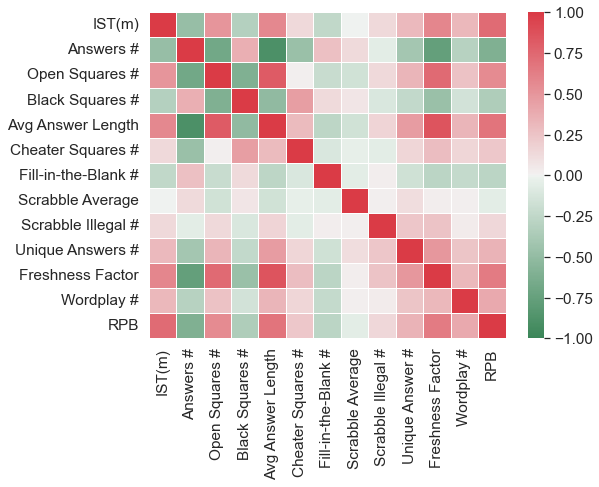 IST(m)
Answers #
Open Squares #
Black Squares #
Avg Answer Length
Cheater Squares #
Fill-in-the-Blank #
Scrabble Average
Scrabble Illegal #
Unique Answers #
Freshness Factor
Wordplay #
RPB
IST(m)
Answers #
Open Squares #
Black Squares #
Avg Answer Length
Cheater Squares #
Fill-in-the-Blank #
Scrabble Average
Scrabble Illegal #
Unique Answer #
Freshness Factor
Wordplay #
RPB
1.00
0.75
0.50
0.25
0.00
−0.25
−0.50
−0.75
−1.00